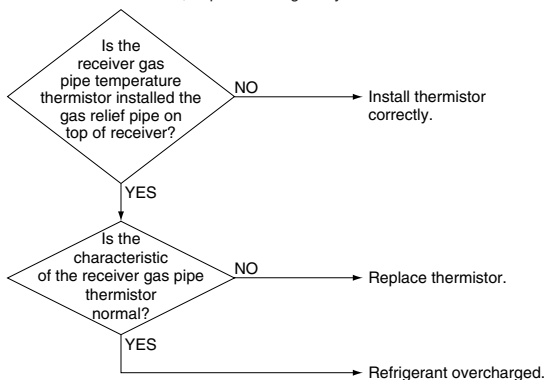 Is the
receiver gas
pipe temperature
thermistor installed the
gas relief pipe on
top of receiver?
NO
Install thermistor
correctly.
YES
Is the
characteristic
of the receiver gas pipe
thermistor
normal?
NO
Replace thermistor.
YES
Refrigerant overcharged.